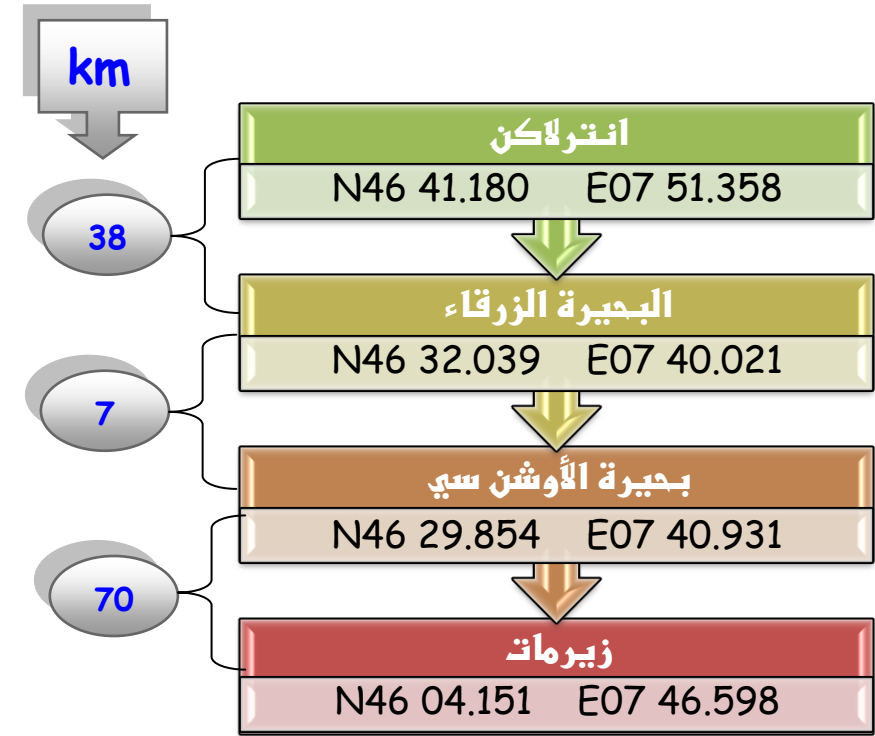 km
انترلاكن
N46 41.180 E07 51.358
38
البحيرة الزرقاء
N46 32.039 E07 40.021
7
بحيرة الأوشن سي
N46 29.854 E07 40.931
70
زيرمات
N46 04.151 E07 46.598